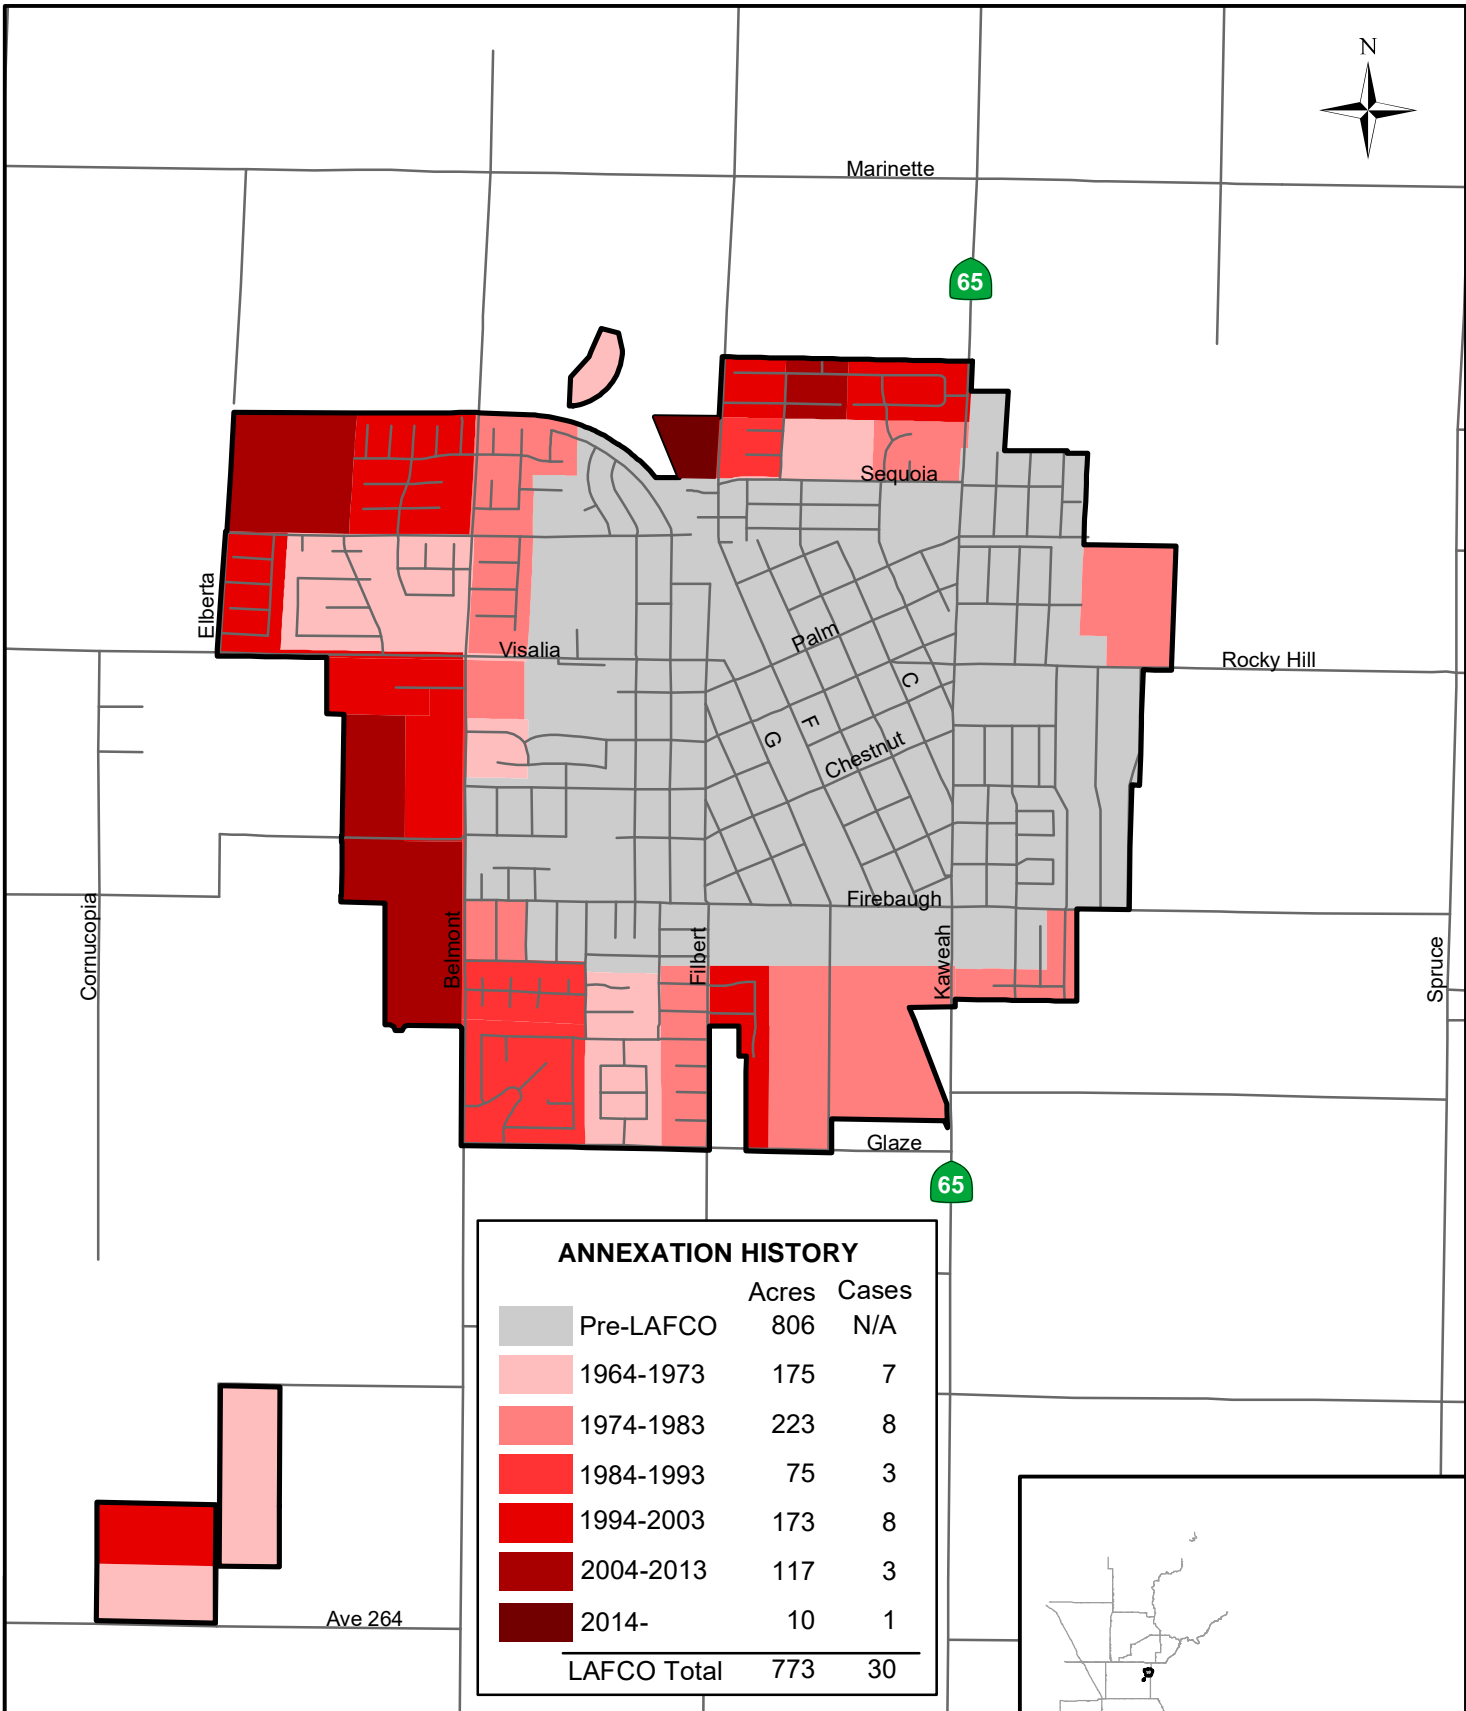 N
Marinette
65
Sequoia
Elberta
Palm
Visalia
Rocky Hill
C
F
G
Chestnut
Firebaugh
Cornucopia
Belmont
Filbert
Kaweah
Spruce
Glaze
65
ANNEXATION HISTORY
Acres Cases
Pre-LAFCO 806 N/A
1964-1973 175 7
1974-1983 223 8
1984-1993 75 3
1994-2003 173 8
2004-2013 117 3
2014- 10 1
LAFCO Total 773 30
Ave 264